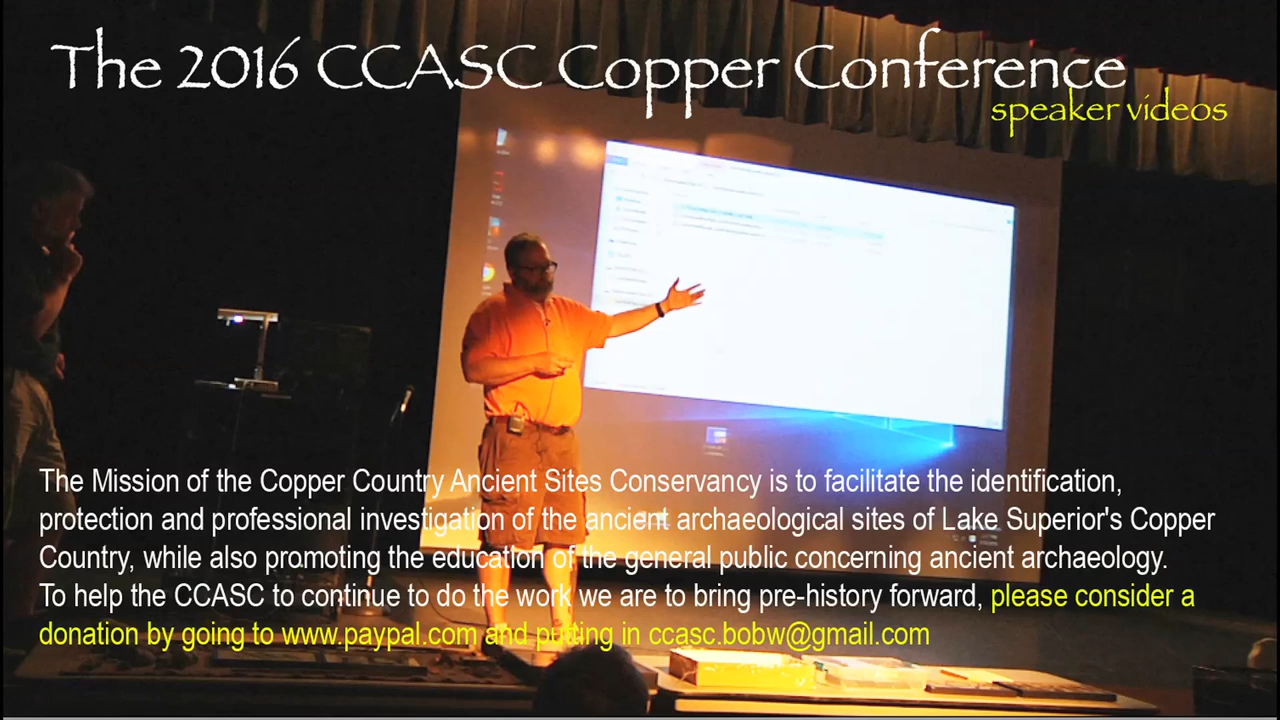 The 2016 CCASC Copper Conference
speaker videos
The Mission of the Copper Country Ancient Sites Conservancy is to facilitate the identification,
protection and professional investigation of the ancient archaeological sites of Lake Superior's Copper
Country, while also promoting the education of the general public concerning ancient archaeology.
To help the CCASC to continue to do the work we are to bring pre-history forward, please consider a
donation by going to www.paypal.com and putting in ccasc.bobw@gmail.com